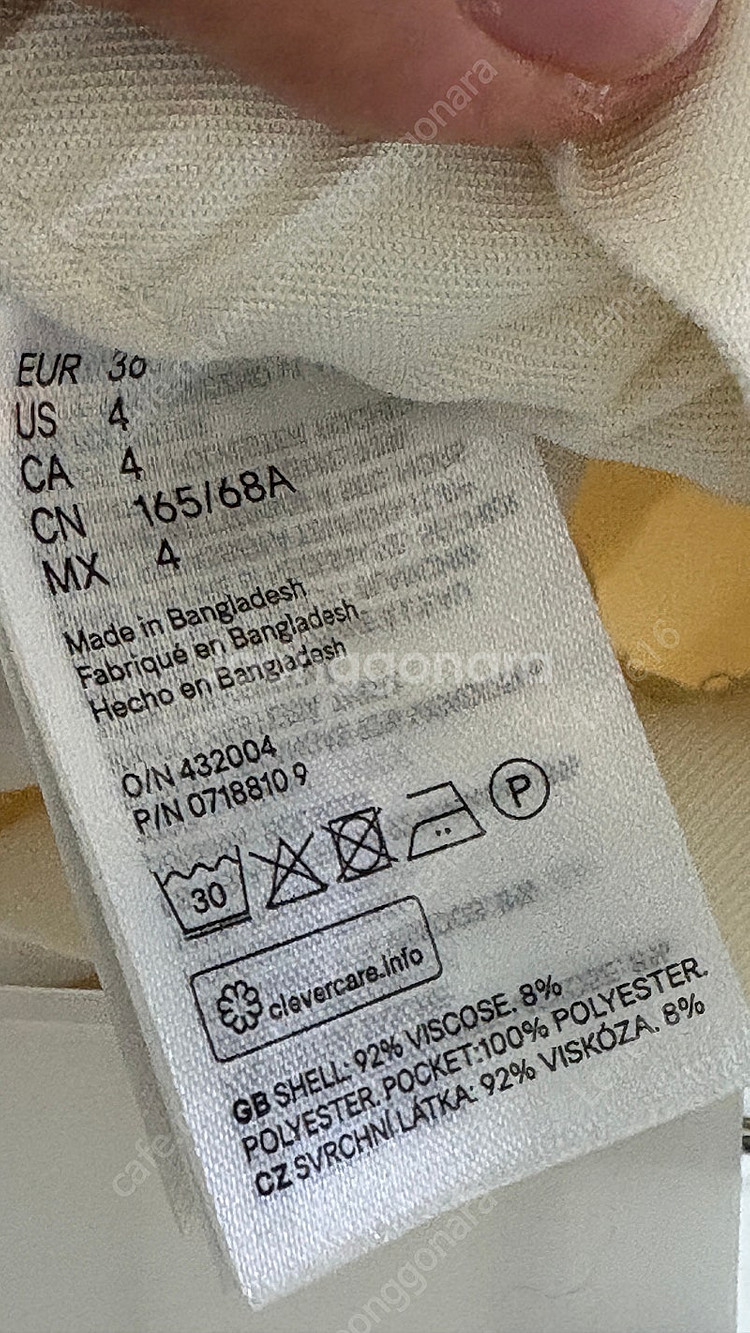 EUR 36
US 4
CA 4
CN 165/68A
MX 4
Made in Bangladesh
Fabriqué en Bangladesh
Hecho en Bangladesh
O/N 432004
P/N 0718810 9
30
P
clevercare.info
GB SHELL: 92% VISCOSE. 8%
POLYESTER. POCKET:100% POLYESTER.
CZ SVRCHNÍ LÁTKA: 92% VISKÓZA. 8%